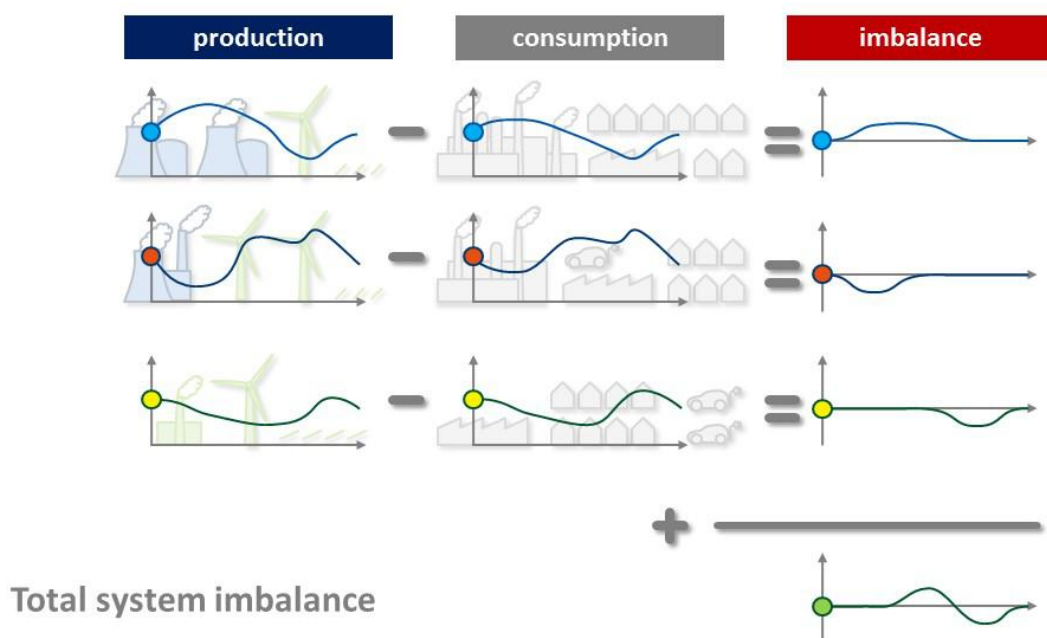 production
consumption
imbalance
Total system imbalance